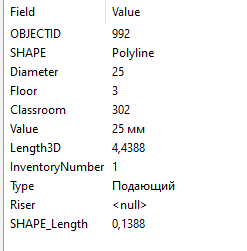 Field Value
OBJECTID 992
SHAPE Polyline
Diameter 25
Floor 3
Classroom 302
Value 25 мм
Length3D 4,4388
InventoryNumber 1
Type Подающий
Riser <null>
SHAPE_Length 0,1388